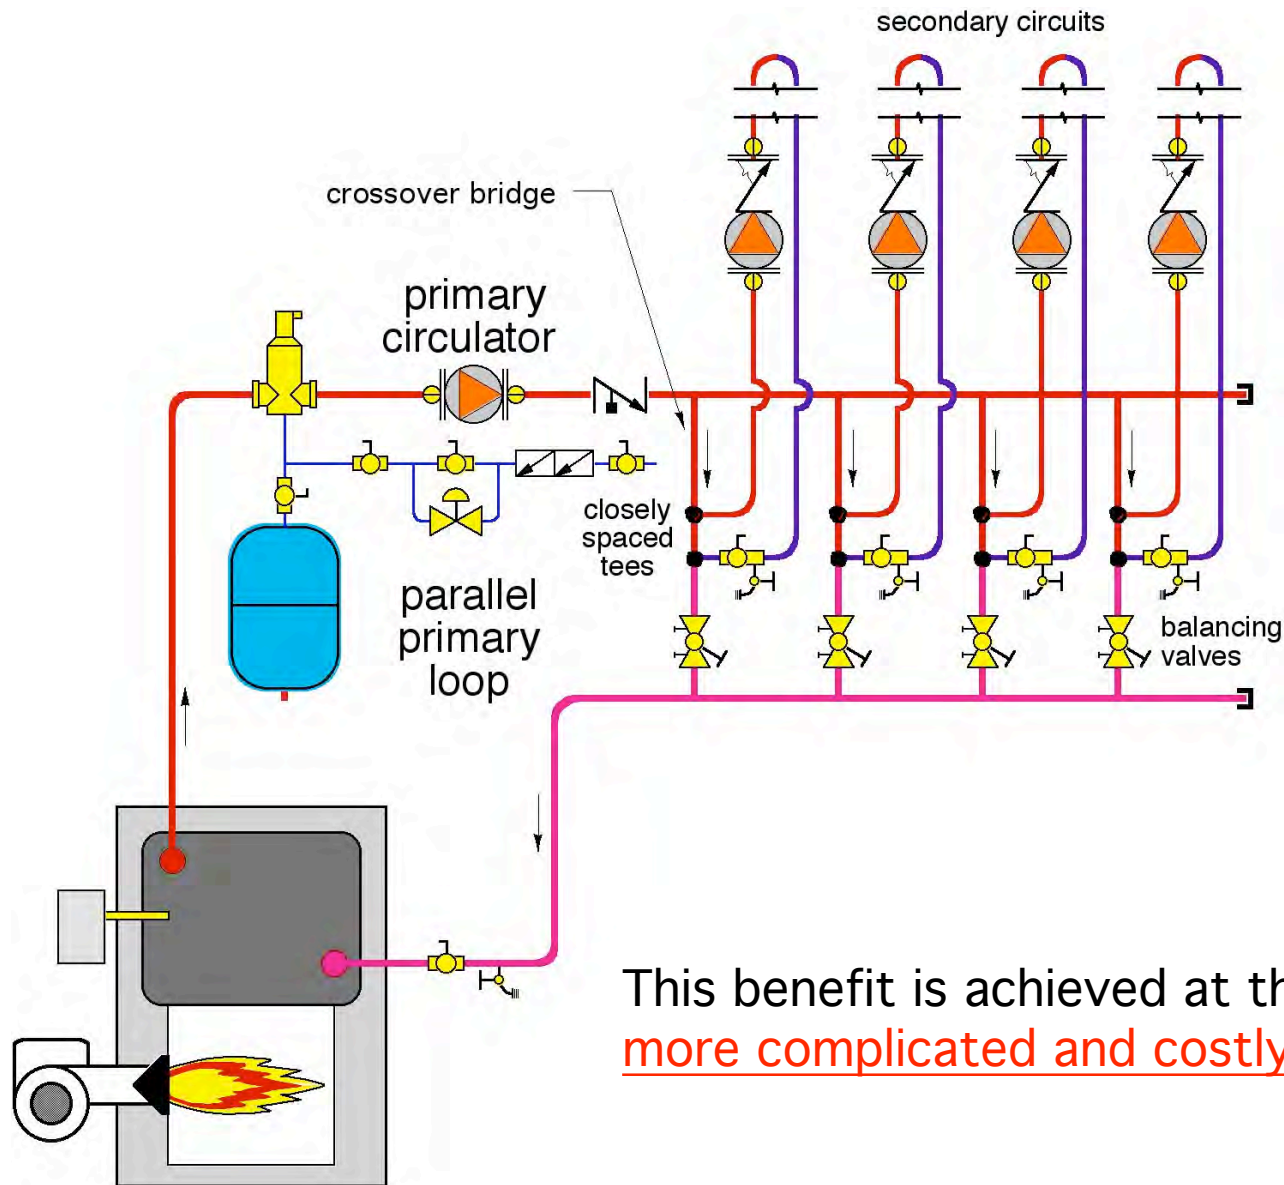 secondary circuits
crossover bridge
primary
circulator
closely
spaced
tees
parallel
primary
loop
balancing
valves
This benefit is achieved at
more complicated and costly